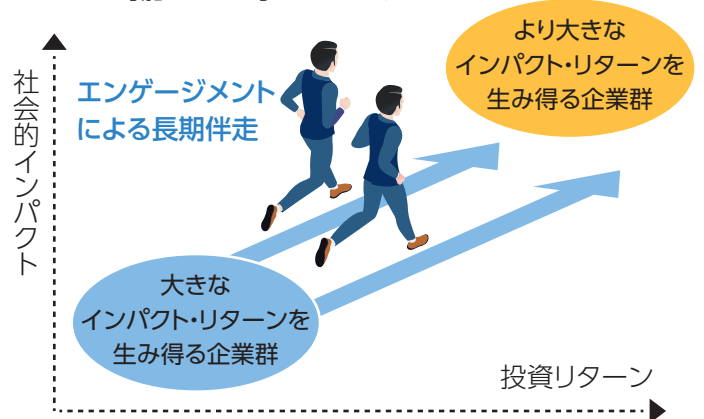 より大きな
インパクト・リターンを
生み得る企業群
エンゲージメント
による長期伴走
社会的インパクト
大きな
インパクト・リターンを
生み得る企業群
投資リターン